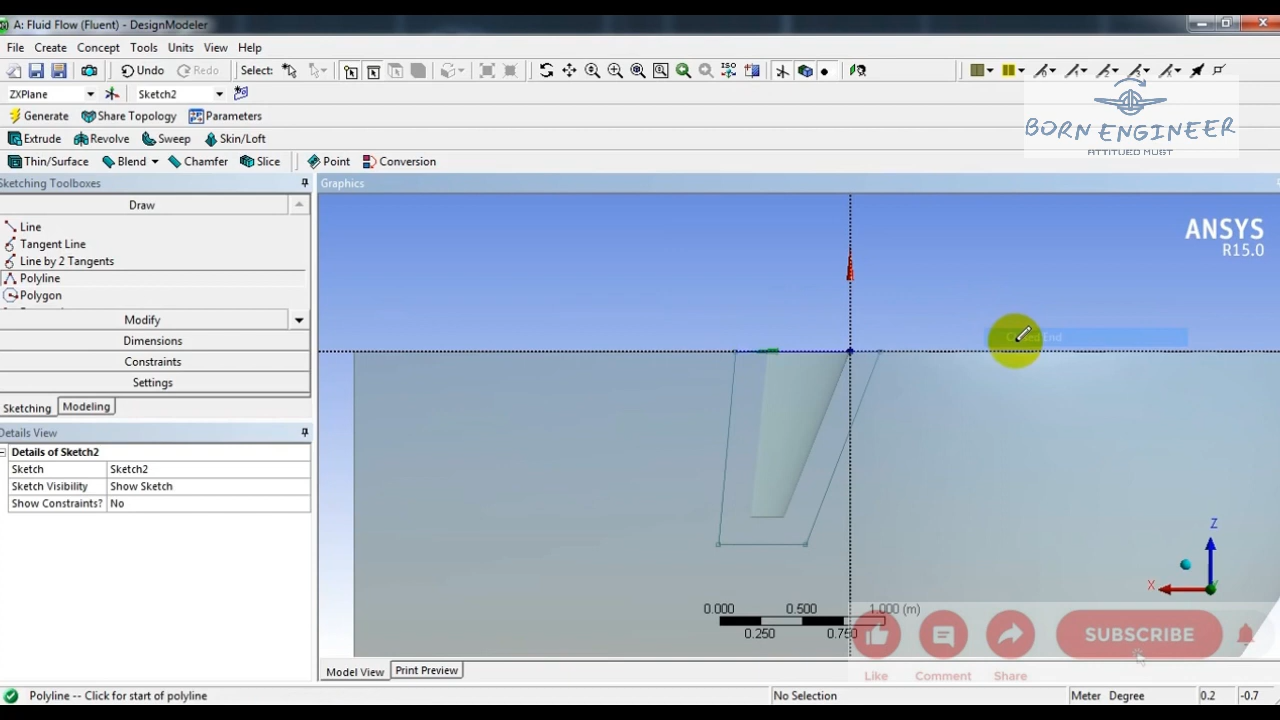 A: Fluid Flow (Fluent) - DesignModeler
File Create Concept Tools Units View Help
Undo Redo Select: ISO
ZXPlane Sketch2
Generate Share Topology Parameters
BORN ENGINEER
ATTITUED MUST
Extrude Revolve Sweep Skin/Loft
Thin/Surface Blend Chamfer Slice Point Conversion
Sketching Toolboxes
Graphics
Draw
Line
Tangent Line
Line by 2 Tangents
Polyline
Polygon
Modify
Dimensions
Constraints
Settings
Sketching Modeling
Details View
Details of Sketch2
Sketch Sketch2
Sketch Visibility Show Sketch
Show Constraints? No
ANSYS
R15.0
Closed End
Z
X
Y
0.000 0.500 1.000 (m)
0.250 0.750
SUBSCRIBE
Like Comment Share
Model View Print Preview
Polyline -- Click for start of polyline No Selection Meter Degree 0.2 -0.7